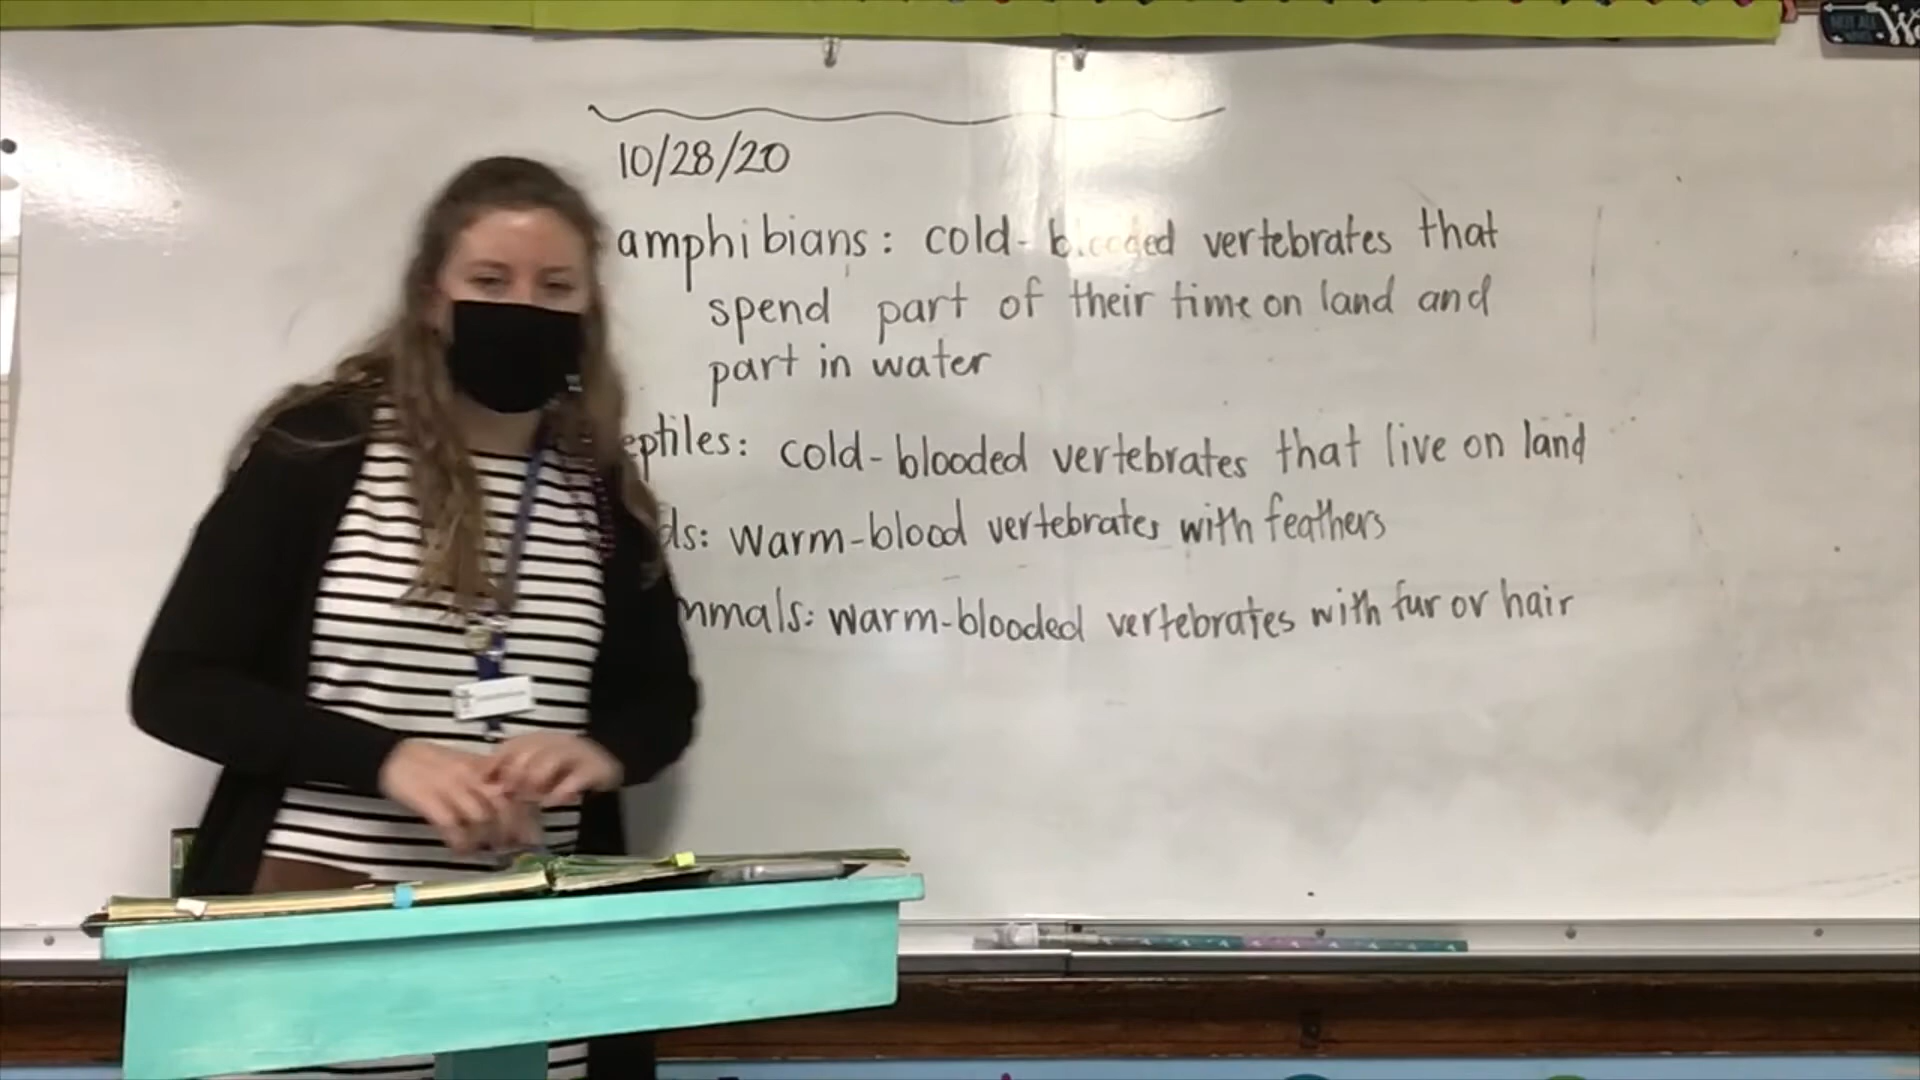 10/28/20
amphibians: cold-blooded vertebrates that
spend part of their time on land and
part in water
eptiles: cold-blooded vertebrates that live on land
ds: warm-blood vertebrates with feathers
mmals: warm-blooded vertebrates with fur or hair